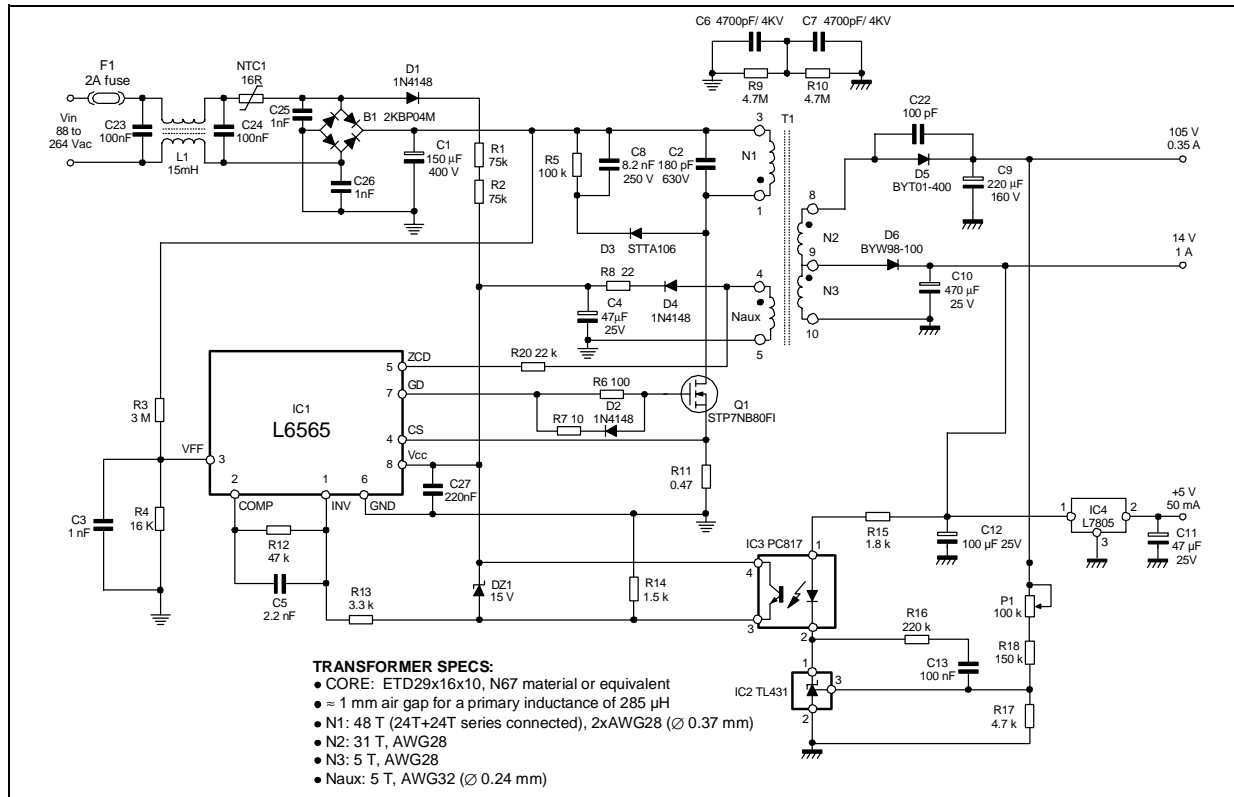 C6 4700pF/ 4KV
C7 4700pF/ 4KV
R9
4.7M
R10
4.7M
F1
2A fuse
NTC1
16R
D1
1N4148
Vin
88 to
264 Vac
C23
100nF
L1
15mH
C24
100nF
C25
1nF
B1
2KBP04M
C26
1nF
C1
150 µF
400 V
R1
75k
R2
75k
R5
100 k
C8
8.2 nF
250 V
C2
180 pF
630V
3
N1
1
T1
D3 STTA106
C22
100 pF
D5
BYT01-400
C9
220 µF
160 V
105 V
0.35 A
8
N2
9
N3
10
D6
BYW98-100
C10
470 µF
25 V
14 V
1 A
R8 22
C4
47µF
25V
D4
1N4148
4
Naux
5
R20 22 k
R6 100
R7 10
D2
1N4148
Q1
STP7NB80FI
R11
0.47
IC1
L6565
5
ZCD
7
GD
4
CS
8
Vcc
VFF
3
2
COMP
1
INV
6
GND
R3
3 M
C3
1 nF
R4
16 K
C27
220nF
R12
47 k
C5
2.2 nF
R13
3.3 k
DZ1
15 V
R14
1.5 k
IC3 PC817
1
4
3
2
R15
1.8 k
C12
100 µF 25V
1
IC4
L7805
2
3
+5 V
50 mA
C11
47 µF
25V
P1
100 k
R16
220 k
C13
100 nF
R18
150 k
R17
4.7 k
1
IC2 TL431
3
2
TRANSFORMER SPECS:
● CORE: ETD29x16x10, N67 material or equivalent
● ≈ 1 mm air gap for a primary inductance of 285 µH
● N1: 48 T (24T+24T series connected), 2xAWG28 (∅ 0.37 mm)
● N2: 31 T, AWG28
● N3: 5 T, AWG28
● Naux: 5 T, AWG32 (∅ 0.24 mm)